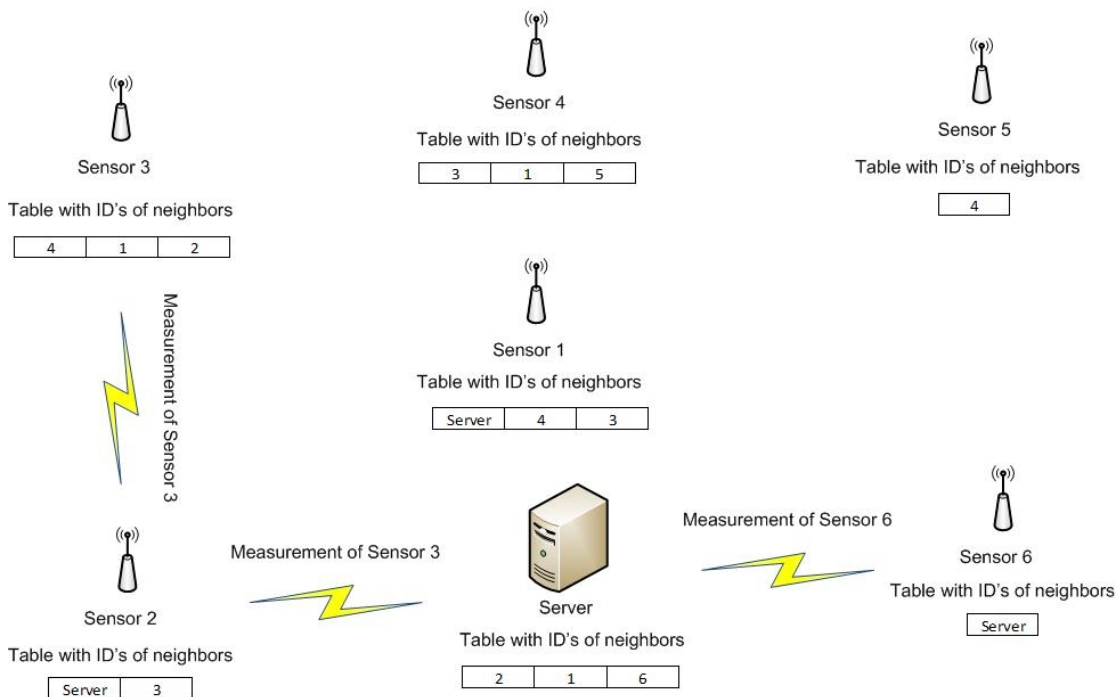 Sensor 4
Table with ID's of neighbors
3 1 5
Sensor 5
Table with ID's of neighbors
4
Sensor 3
Table with ID's of neighbors
4 1 2
Measurement of Sensor 3
Sensor 1
Table with ID's of neighbors
Server 4 3
Measurement of Sensor 3
Measurement of Sensor 6
Sensor 2
Table with ID's of neighbors
Server 3
Server
Table with ID's of neighbors
2 1 6
Sensor 6
Table with ID's of neighbors
Server